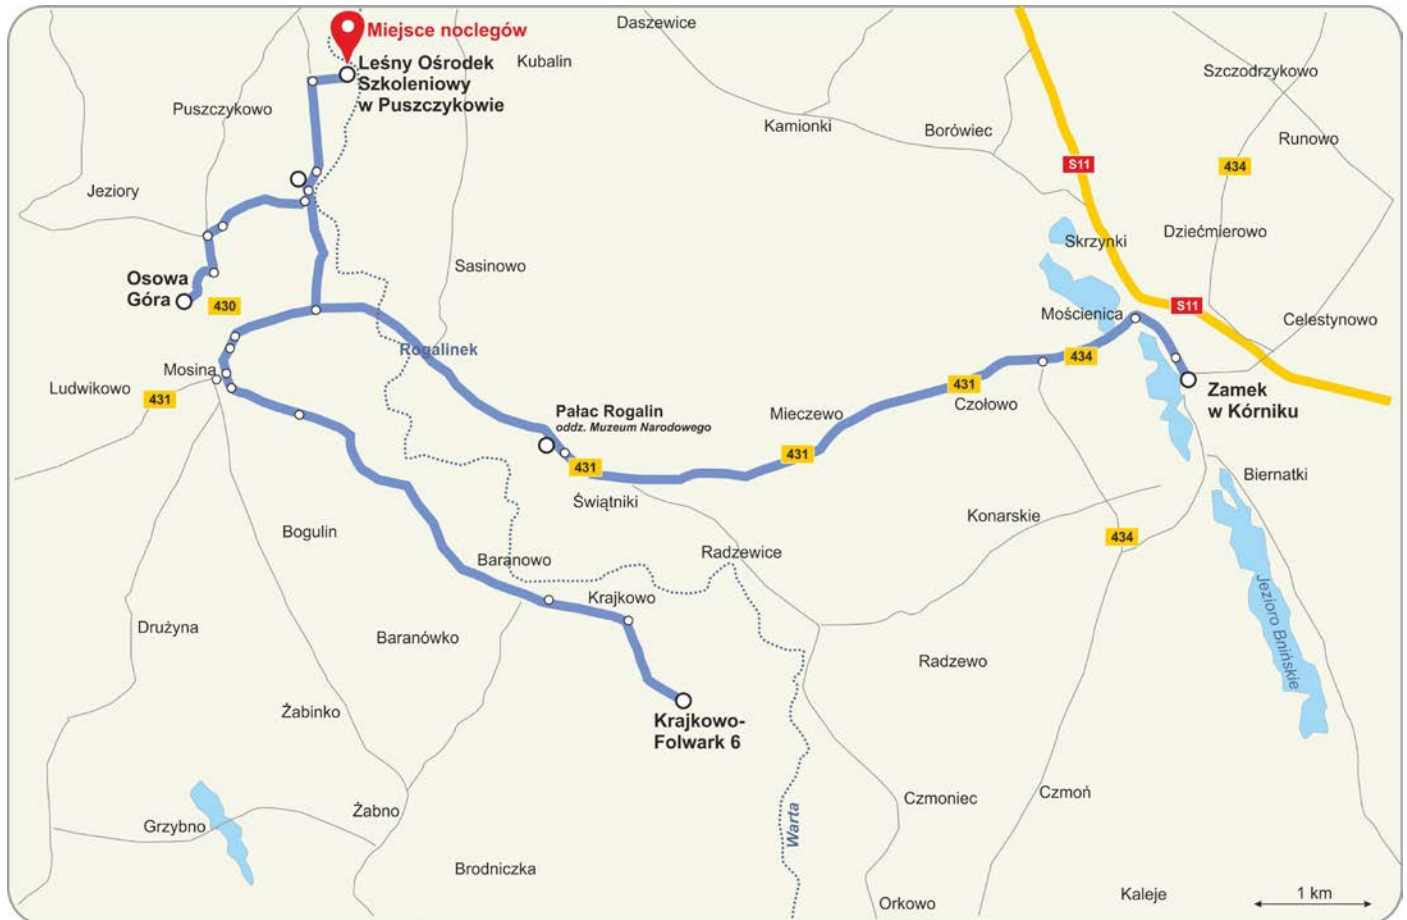 Daszewice
Miejsce noclegów
Leśny Ośrodek
Szkoleniowy
w Puszczykowie
Kubalin
Szczodrzykowo
Puszczykowo
Kamionki
Borówiec
Runowo
S11
434
Jeziory
Dziećmierowo
Skrzynki
Sasinowo
Osowa
Góra
430
S11
Mościenica
Celestynowo
Rogalinek
434
Mosina
Ludwikowo
431
431
Zamek
w Kórniku
Czołowo
Pałac Rogalin
oddz. Muzeum Narodowego
Mieczewo
431
431
Biernatki
Świątniki
Konarskie
Bogulin
434
Radzewice
Baranowo
Krajkowo
Jezioro Bnińskie
Drużyna
Baranówko
Radzewo
Żabinko
Krajkowo-
Folwark 6
Czmoniec
Czmoń
Żabno
Grzybno
Warta
Brodniczka
Orkowo
Kaleje
1 km